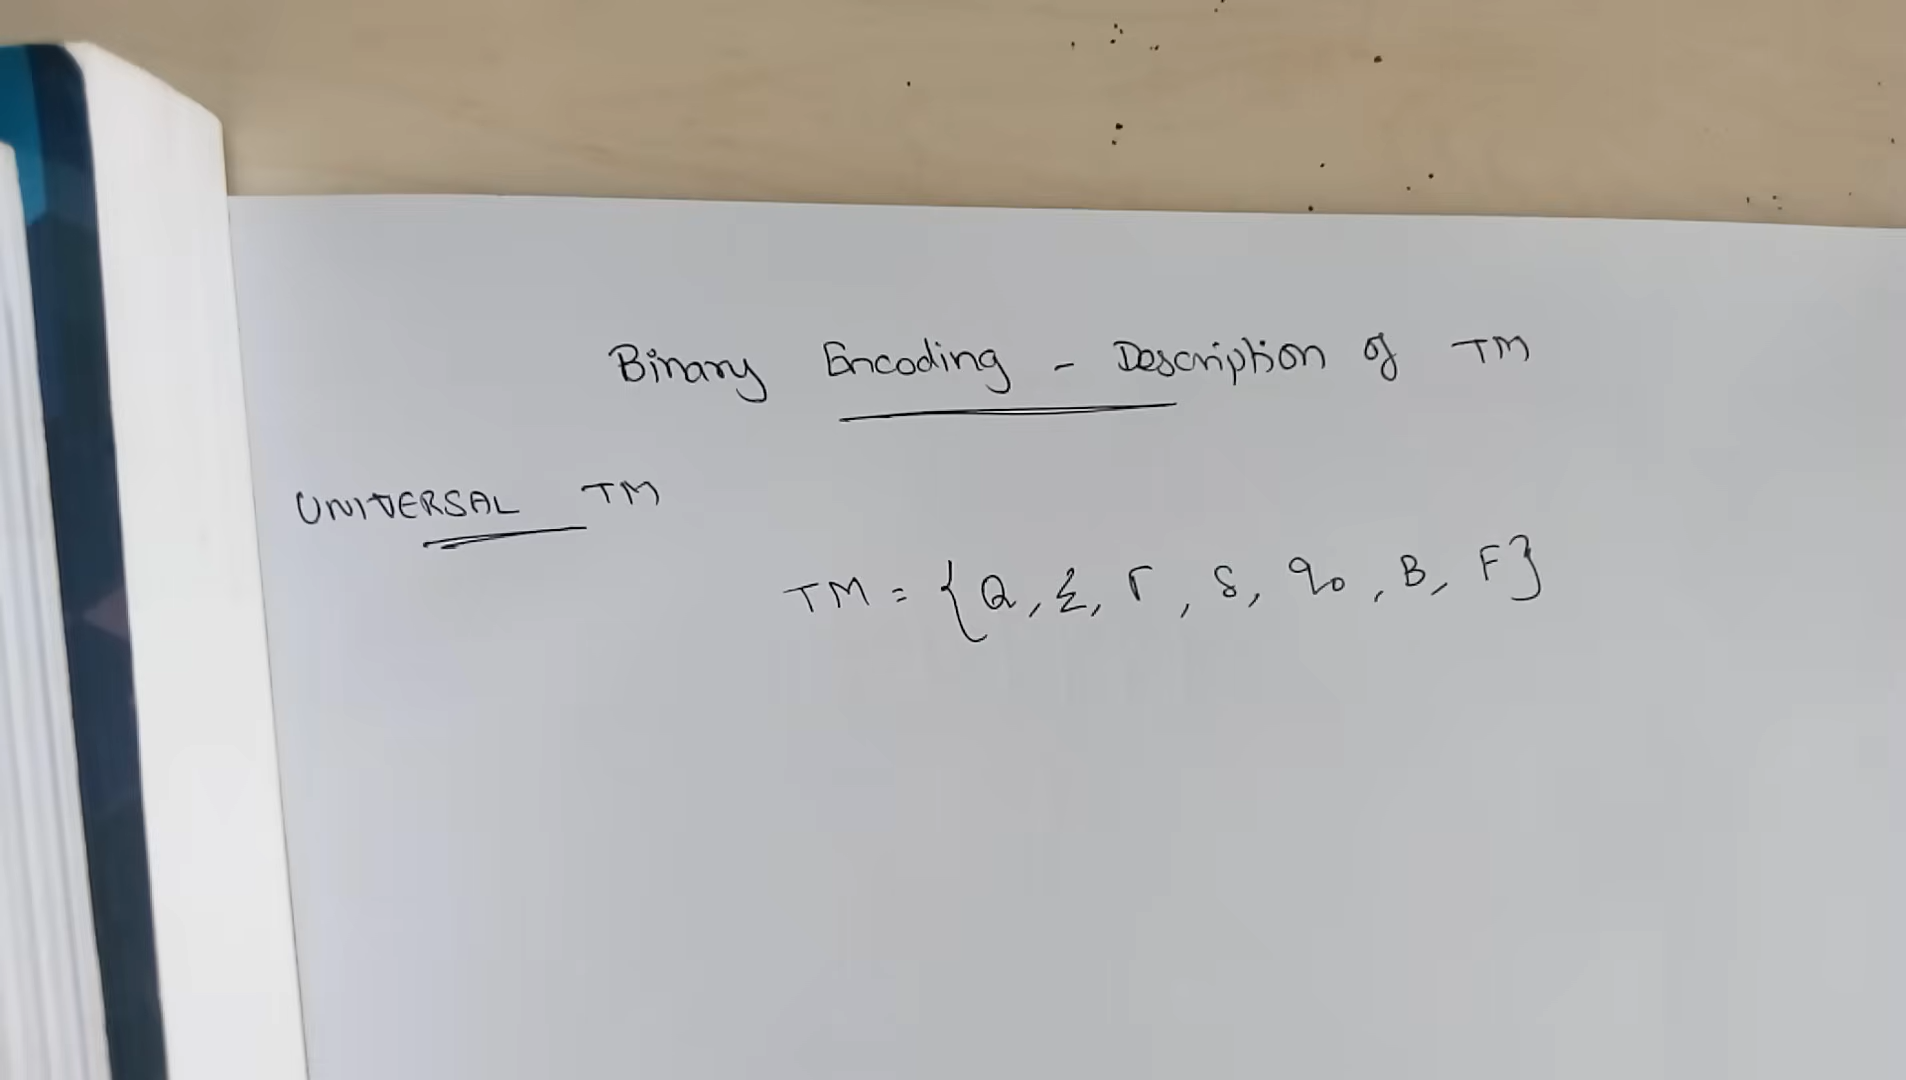 Binary Encoding - Description of TM
UNIVERSAL TM
TM = {Q, Σ, Γ, δ, q₀, B, F}